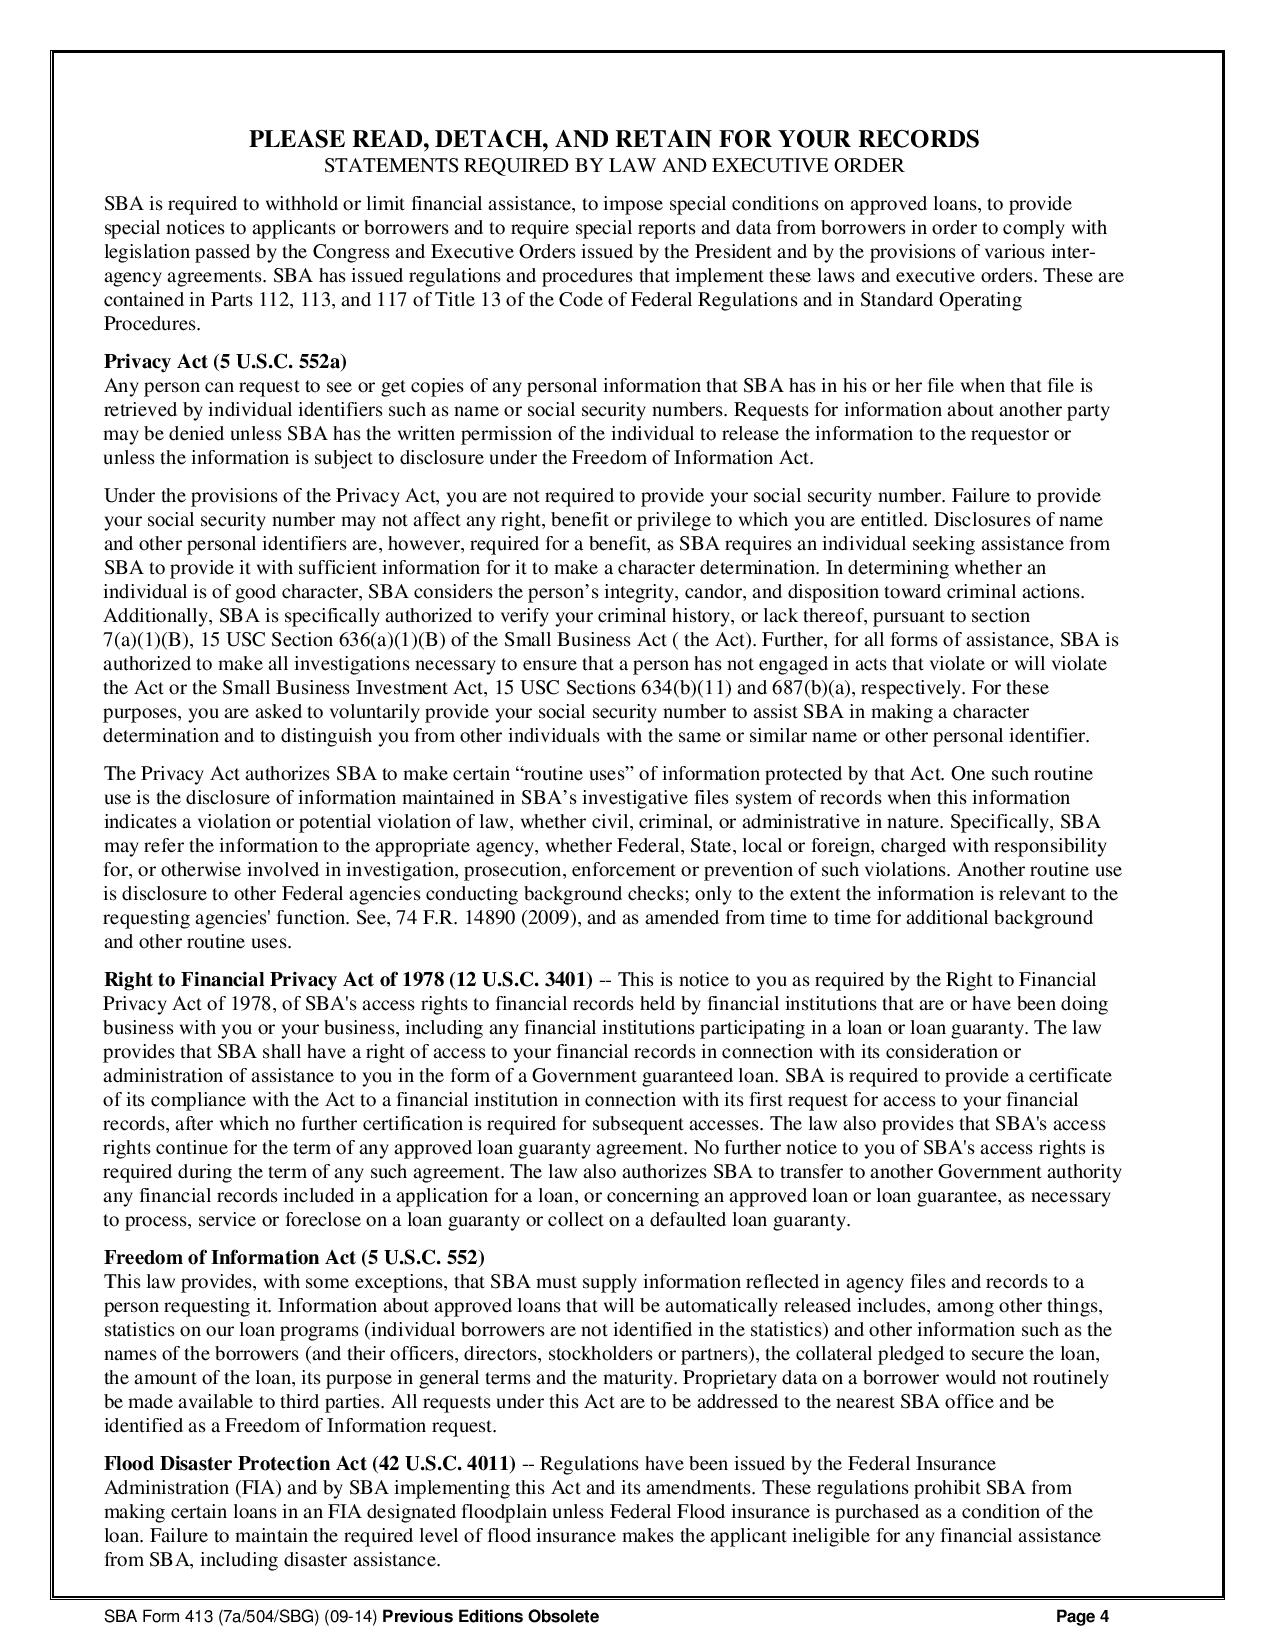 PLEASE READ, DETACH, AND RETAIN FOR YOUR RECORDS
STATEMENTS REQUIRED BY LAW AND EXECUTIVE ORDER
SBA is required to withhold or limit financial assistance, to impose special conditions on approved loans, to provide
special notices to applicants or borrowers and to require special reports and data from borrowers in order to comply with
legislation passed by the Congress and Executive Orders issued by the President and by the provisions of various inter-
agency agreements. SBA has issued regulations and procedures that implement these laws and executive orders. These are
contained in Parts 112, 113, and 117 of Title 13 of the Code of Federal Regulations and in Standard Operating
Procedures.
Privacy Act (5 U.S.C. 552a)
Any person can request to see or get copies of any personal information that SBA has in his or her file when that file is
retrieved by individual identifiers such as name or social security numbers. Requests for information about another party
may be denied unless SBA has the written permission of the individual to release the information to the requestor or
unless the information is subject to disclosure under the Freedom of Information Act.
Under the provisions of the Privacy Act, you are not required to provide your social security number. Failure to provide
your social security number may not affect any right, benefit or privilege to which you are entitled. Disclosures of name
and other personal identifiers are, however, required for a benefit, as SBA requires an individual seeking assistance from
SBA to provide it with sufficient information for it to make a character determination. In determining whether an
individual is of good character, SBA considers the person’s integrity, candor, and disposition toward criminal actions.
Additionally, SBA is specifically authorized to verify your criminal history, or lack thereof, pursuant to section
7(a)(1)(B), 15 USC Section 636(a)(1)(B) of the Small Business Act ( the Act). Further, for all forms of assistance, SBA is
authorized to make all investigations necessary to ensure that a person has not engaged in acts that violate or will violate
the Act or the Small Business Investment Act, 15 USC Sections 634(b)(11) and 687(b)(a), respectively. For these
purposes, you are asked to voluntarily provide your social security number to assist SBA in making a character
determination and to distinguish you from other individuals with the same or similar name or other personal identifier.
The Privacy Act authorizes SBA to make certain “routine uses” of information protected by that Act. One such routine
use is the disclosure of information maintained in SBA’s investigative files system of records when this information
indicates a violation or potential violation of law, whether civil, criminal, or administrative in nature. Specifically, SBA
may refer the information to the appropriate agency, whether Federal, State, local or foreign, charged with responsibility
for, or otherwise involved in investigation, prosecution, enforcement or prevention of such violations. Another routine use
is disclosure to other Federal agencies conducting background checks; only to the extent the information is relevant to the
requesting agencies' function. See, 74 F.R. 14890 (2009), and as amended from time to time for additional background
and other routine uses.
Right to Financial Privacy Act of 1978 (12 U.S.C. 3401) -- This is notice to you as required by the Right to Financial
Privacy Act of 1978, of SBA's access rights to financial records held by financial institutions that are or have been doing
business with you or your business, including any financial institutions participating in a loan or loan guaranty. The law
provides that SBA shall have a right of access to your financial records in connection with its consideration or
administration of assistance to you in the form of a Government guaranteed loan. SBA is required to provide a certificate
of its compliance with the Act to a financial institution in connection with its first request for access to your financial
records, after which no further certification is required for subsequent accesses. The law also provides that SBA's access
rights continue for the term of any approved loan guaranty agreement. No further notice to you of SBA's access rights is
required during the term of any such agreement. The law also authorizes SBA to transfer to another Government authority
any financial records included in a application for a loan, or concerning an approved loan or loan guarantee, as necessary
to process, service or foreclose on a loan guaranty or collect on a defaulted loan guaranty.
Freedom of Information Act (5 U.S.C. 552)
This law provides, with some exceptions, that SBA must supply information reflected in agency files and records to a
person requesting it. Information about approved loans that will be automatically released includes, among other things,
statistics on our loan programs (individual borrowers are not identified in the statistics) and other information such as the
names of the borrowers (and their officers, directors, stockholders or partners), the collateral pledged to secure the loan,
the amount of the loan, its purpose in general terms and the maturity. Proprietary data on a borrower would not routinely
be made available to third parties. All requests under this Act are to be addressed to the nearest SBA office and be
identified as a Freedom of Information request.
Flood Disaster Protection Act (42 U.S.C. 4011) -- Regulations have been issued by the Federal Insurance
Administration (FIA) and by SBA implementing this Act and its amendments. These regulations prohibit SBA from
making certain loans in an FIA designated floodplain unless Federal Flood insurance is purchased as a condition of the
loan. Failure to maintain the required level of flood insurance makes the applicant ineligible for any financial assistance
from SBA, including disaster assistance.
SBA Form 413 (7a/504/SBG) (09-14) Previous Editions Obsolete Page 4